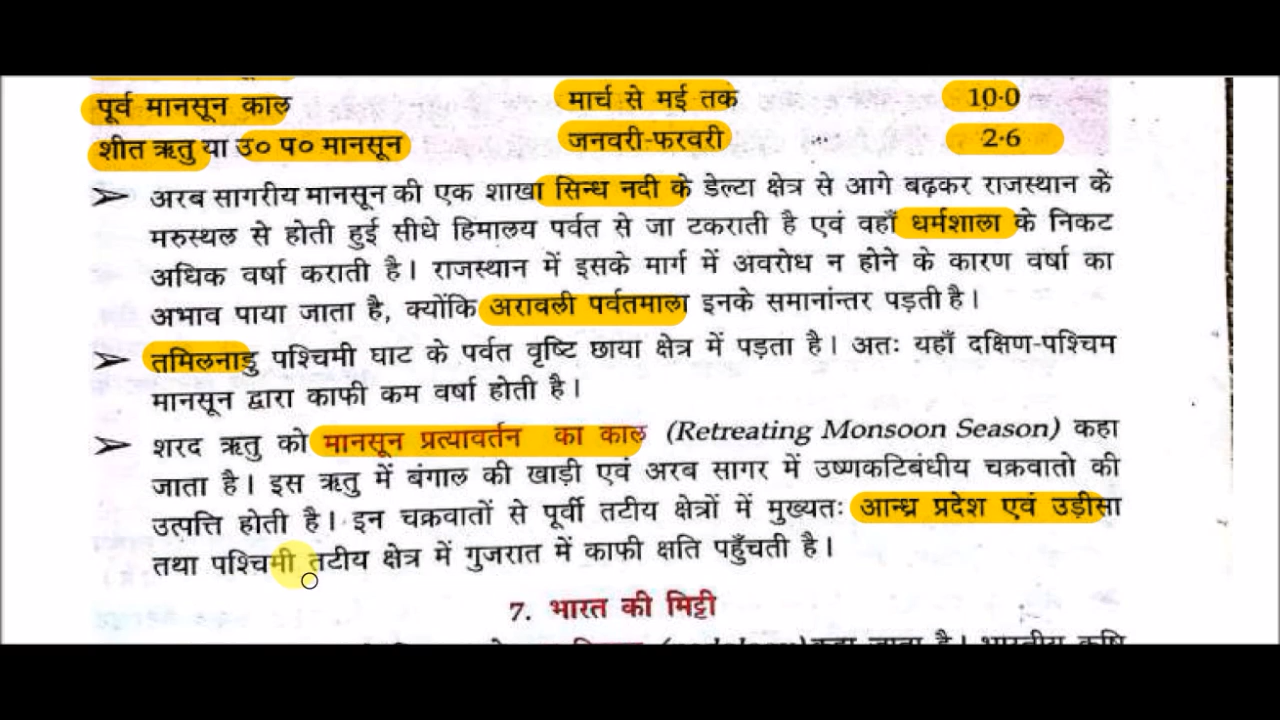 पूर्व मानसून काल मार्च से मई तक 10·0
शीत ऋतु या उ० प० मानसून जनवरी-फरवरी 2·6
➢ अरब सागरीय मानसून की एक शाखा सिन्ध नदी के डेल्टा क्षेत्र से आगे बढ़कर राजस्थान के
मरुस्थल से होती हुई सीधे हिमालय पर्वत से जा टकराती है एवं वहाँ धर्मशाला के निकट
अधिक वर्षा कराती है। राजस्थान में इसके मार्ग में अवरोध न होने के कारण वर्षा का
अभाव पाया जाता है, क्योंकि अरावली पर्वतमाला इनके समानांन्तर पड़ती है।
➢ तमिलनाडु पश्चिमी घाट के पर्वत वृष्टि छाया क्षेत्र में पड़ता है। अतः यहाँ दक्षिण-पश्चिम
मानसून द्वारा काफी कम वर्षा होती है।
➢ शरद ऋतु को मानसून प्रत्यावर्तन का काल (Retreating Monsoon Season) कहा
जाता है। इस ऋतु में बंगाल की खाड़ी एवं अरब सागर में उष्णकटिबंधीय चक्रवातो की
उत्पत्ति होती है। इन चक्रवातों से पूर्वी तटीय क्षेत्रों में मुख्यतः आन्ध्र प्रदेश एवं उड़ीसा
तथा पश्चिमी तटीय क्षेत्र में गुजरात में काफी क्षति पहुँचती है।
7. भारत की मिट्टी
कहा जाता है। भारतीय कृषि